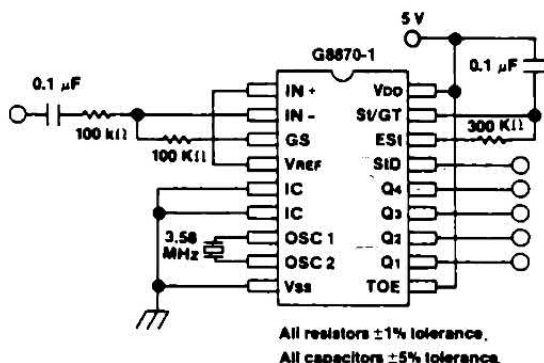 5 V
G8870-1
0.1 μF
0.1 μF
100 kΩ
100 KΩ
300 KΩ
3.58
MHz
IN +
IN -
GS
VREF
IC
IC
OSC 1
OSC 2
Vss
VDD
St/GT
ESt
StD
Q4
Q3
Q2
Q1
TOE
All resistors ±1% tolerance.
All capacitors ±5% tolerance.